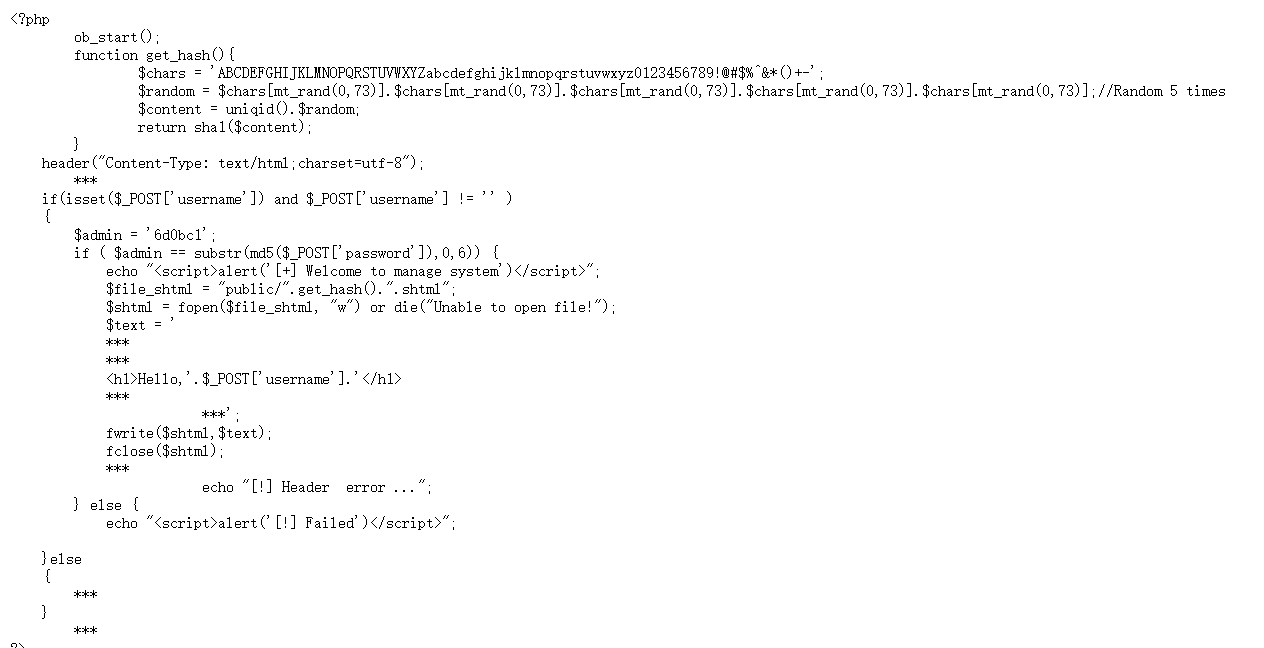 <?php
ob_start();
function get_hash(){
$chars = 'ABCDEFGHIJKLMNOPQRSTUVWXYZabcdefghijklmnopqrstuvwxyz0123456789!@#$%^&*()+-';
$random = $chars[mt_rand(0,73)].$chars[mt_rand(0,73)].$chars[mt_rand(0,73)].$chars[mt_rand(0,73)].$chars[mt_rand(0,73)];//Random 5 times
$content = uniqid().$random;
return sha1($content);
}
header("Content-Type: text/html;charset=utf-8");
***
if(isset($_POST['username']) and $_POST['username'] != '' )
{
$admin = '6d0bc1';
if ( $admin == substr(md5($_POST['password']),0,6)) {
echo "<script>alert('[+] Welcome to manage system')</script>";
$file_shtml = "public/".get_hash().".shtml";
$shtml = fopen($file_shtml, "w") or die("Unable to open file!");
$text = '
***
***
<h1>Hello,'.$_POST['username'].'</h1>
***
***';
fwrite($shtml,$text);
fclose($shtml);
***
echo "[!] Header  error ...";
} else {
echo "<script>alert('[!] Failed')</script>";
}else
{
***
}
***
?>